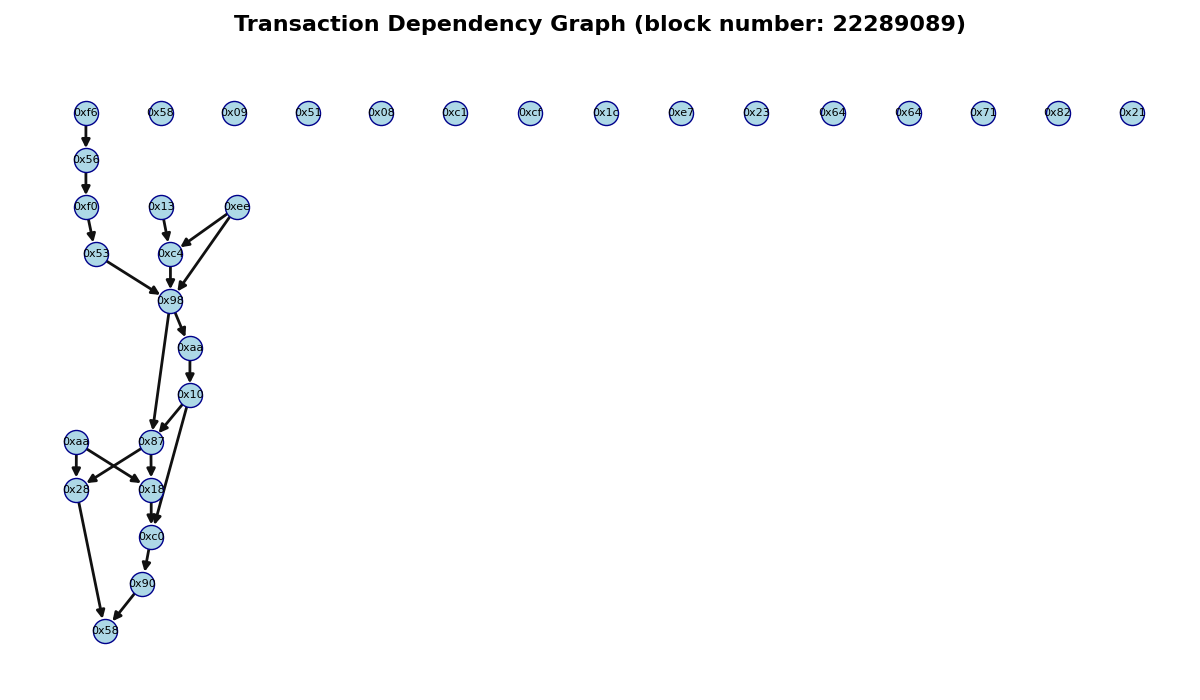 Transaction Dependency Graph (block number: 22289089)
0xf6 0x58 0x09 0x51 0x08 0xc1 0xcf 0x1c 0xe7 0x23 0x64 0x64 0x71 0x82 0x21
0x56
0xf0 0x13 0xee
0x53 0xc4
0x98
0xaa
0x10
0xaa 0x87
0x28 0x18
0xc0
0x90
0x58